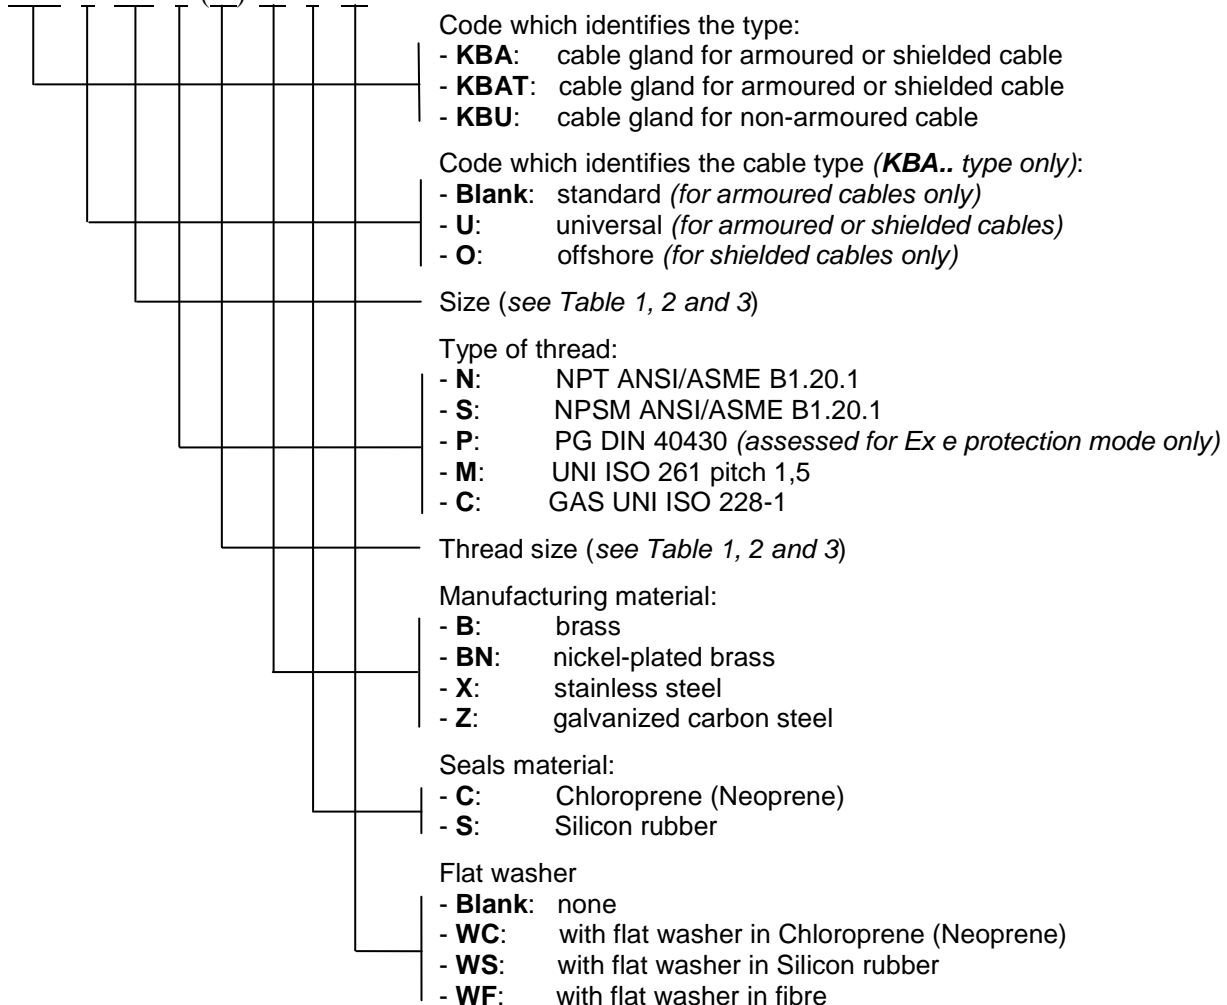 Code which identifies the type:
- KBA: cable gland for armoured or shielded cable
- KBAT: cable gland for armoured or shielded cable
- KBU: cable gland for non-armoured cable
Code which identifies the cable type (KBA.. type only):
- Blank: standard (for armoured cables only)
- U: universal (for armoured or shielded cables)
- O: offshore (for shielded cables only)
Size (see Table 1, 2 and 3)
Type of thread:
- N: NPT ANSI/ASME B1.20.1
- S: NPSM ANSI/ASME B1.20.1
- P: PG DIN 40430 (assessed for Ex e protection mode only)
- M: UNI ISO 261 pitch 1,5
- C: GAS UNI ISO 228-1
Thread size (see Table 1, 2 and 3)
Manufacturing material:
- B: brass
- BN: nickel-plated brass
- X: stainless steel
- Z: galvanized carbon steel
Seals material:
- C: Chloroprene (Neoprene)
- S: Silicon rubber
Flat washer
- Blank: none
- WC: with flat washer in Chloroprene (Neoprene)
- WS: with flat washer in Silicon rubber
- WF: with flat washer in fibre